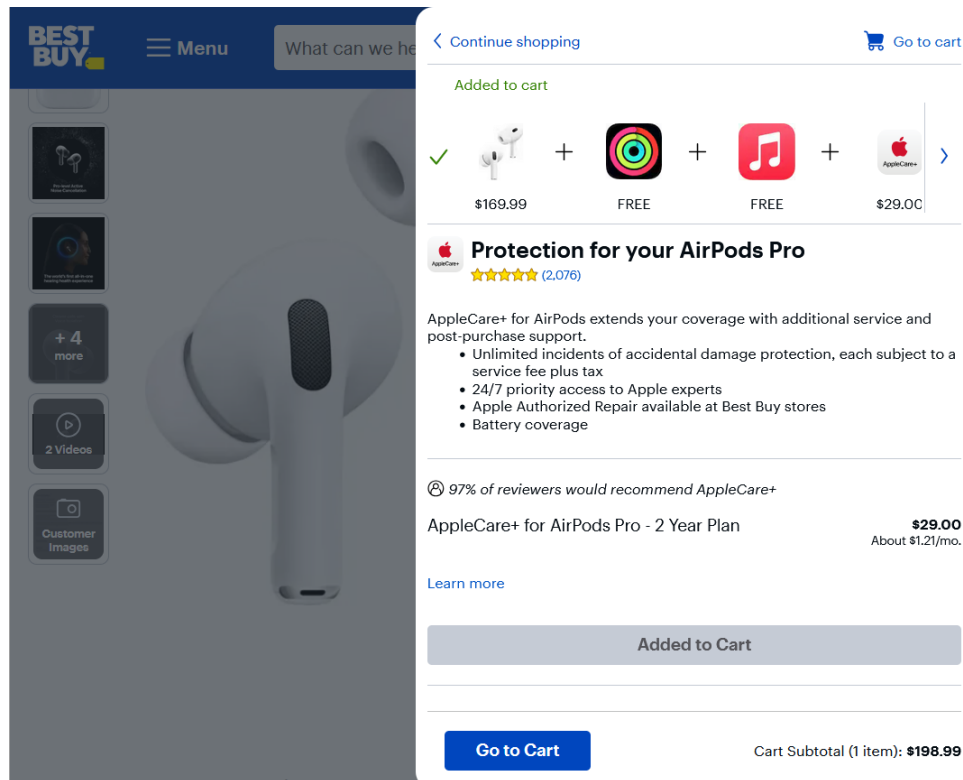 BEST
BUY
Menu
What can we he
Continue shopping
Go to cart
Added to cart
+
+
+
AppleCare+
$169.99
FREE
FREE
$29.00
AppleCare+
Protection for your AirPods Pro
(2,076)
AppleCare+ for AirPods extends your coverage with additional service and
post-purchase support.
• Unlimited incidents of accidental damage protection, each subject to a
service fee plus tax
• 24/7 priority access to Apple experts
• Apple Authorized Repair available at Best Buy stores
• Battery coverage
97% of reviewers would recommend AppleCare+
AppleCare+ for AirPods Pro - 2 Year Plan
$29.00
About $1.21/mo.
Learn more
Added to Cart
Go to Cart
Cart Subtotal (1 item): $198.99
+ 4
more
2 Videos
Customer
Images